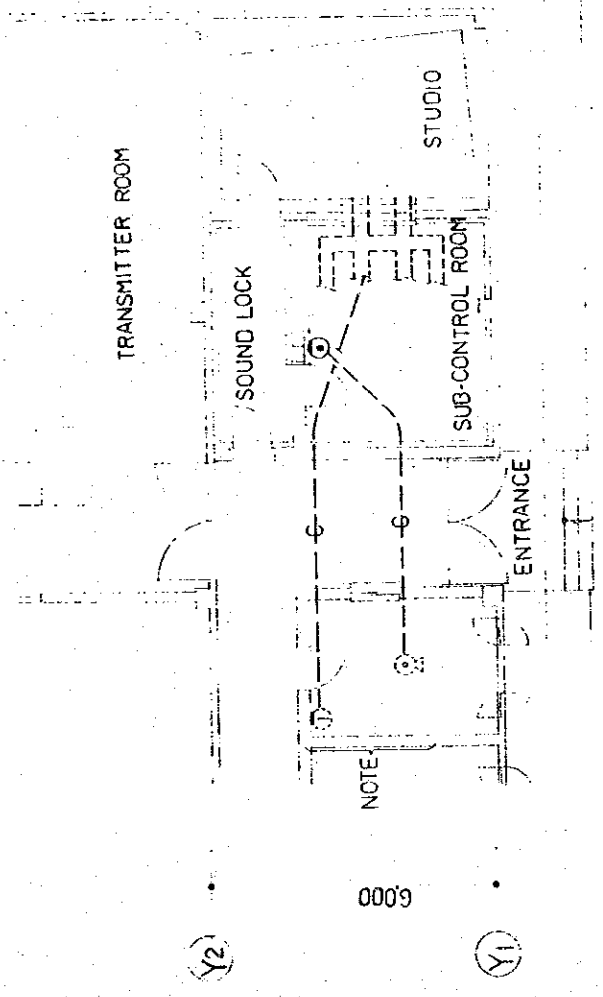 TRANSMITTER ROOM
STUDIO
SOUND LOCK
SUB-CONTROL ROOM
ENTRANCE
C
C
NOTE
6,000
Y2
Y1